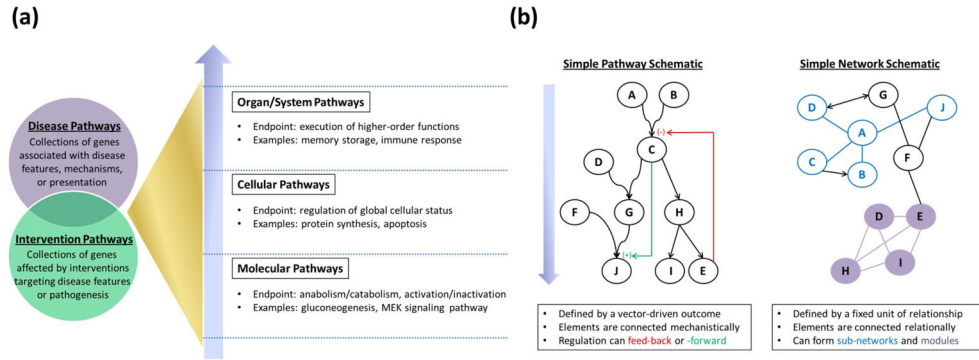 (a)
Disease Pathways
Collections of genes
associated with disease
features, mechanisms,
or presentation
Intervention Pathways
Collections of genes
affected by interventions
targeting disease features
or pathogenesis
Organ/System Pathways
• Endpoint: execution of higher-order functions
• Examples: memory storage, immune response
Cellular Pathways
• Endpoint: regulation of global cellular status
• Examples: protein synthesis, apoptosis
Molecular Pathways
• Endpoint: anabolism/catabolism, activation/inactivation
• Examples: gluconeogenesis, MEK signaling pathway
(b)
Simple Pathway Schematic
A B
(-)
C
D
F G H
(+)
J I E
• Defined by a vector-driven outcome
• Elements are connected mechanistically
• Regulation can feed-back or -forward
Simple Network Schematic
G
D J
A
C B F
D E
H I
• Defined by a fixed unit of relationship
• Elements are connected relationally
• Can form sub-networks and modules